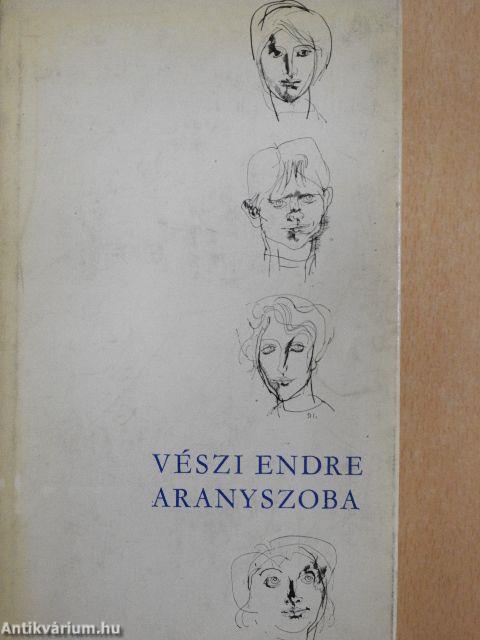 VÉSZI ENDRE
ARANYSZOBA
Antikvárium.hu